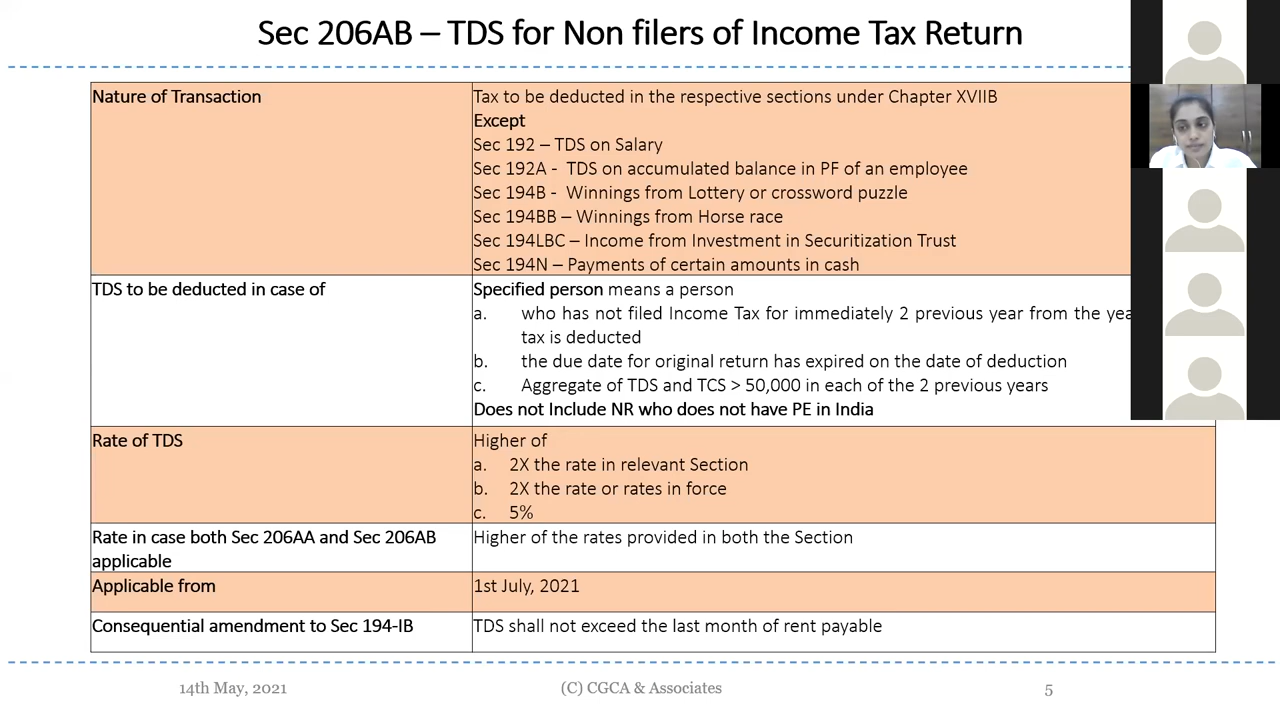 Sec 206AB – TDS for Non filers of Income Tax Return
Nature of Transaction
Tax to be deducted in the respective sections under Chapter XVIIB
Except
Sec 192 – TDS on Salary
Sec 192A - TDS on accumulated balance in PF of an employee
Sec 194B - Winnings from Lottery or crossword puzzle
Sec 194BB – Winnings from Horse race
Sec 194LBC – Income from Investment in Securitization Trust
Sec 194N – Payments of certain amounts in cash
TDS to be deducted in case of
Specified person means a person
a. who has not filed Income Tax for immediately 2 previous year from the
tax is deducted
b. the due date for original return has expired on the date of deduction
c. Aggregate of TDS and TCS > 50,000 in each of the 2 previous years
Does not Include NR who does not have PE in India
Rate of TDS
Higher of
a. 2X the rate in relevant Section
b. 2X the rate or rates in force
c. 5%
Rate in case both Sec 206AA and Sec 206AB
applicable
Higher of the rates provided in both the Section
Applicable from
1st July, 2021
Consequential amendment to Sec 194-IB
TDS shall not exceed the last month of rent payable
14th May, 2021
(C) CGCA & Associates
5